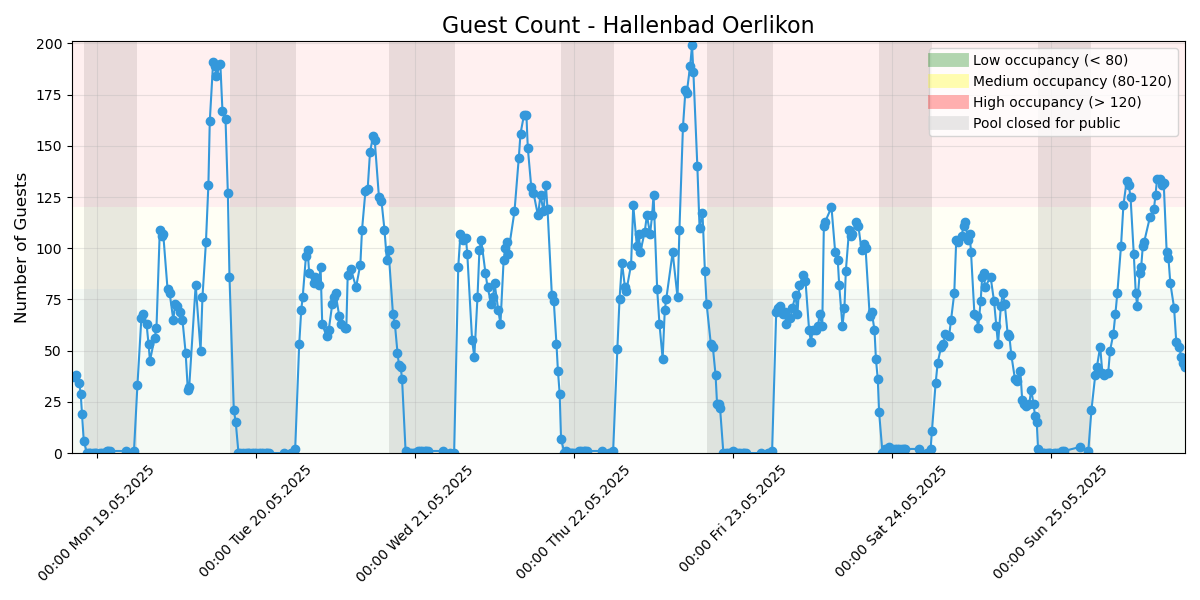 Guest Count - Hallenbad Oerlikon
Low occupancy (< 80)
Medium occupancy (80-120)
High occupancy (> 120)
Pool closed for public
Number of Guests
200
175
150
125
100
75
50
25
0
00:00 Mon 19.05.2025
00:00 Tue 20.05.2025
00:00 Wed 21.05.2025
00:00 Thu 22.05.2025
00:00 Fri 23.05.2025
00:00 Sat 24.05.2025
00:00 Sun 25.05.2025